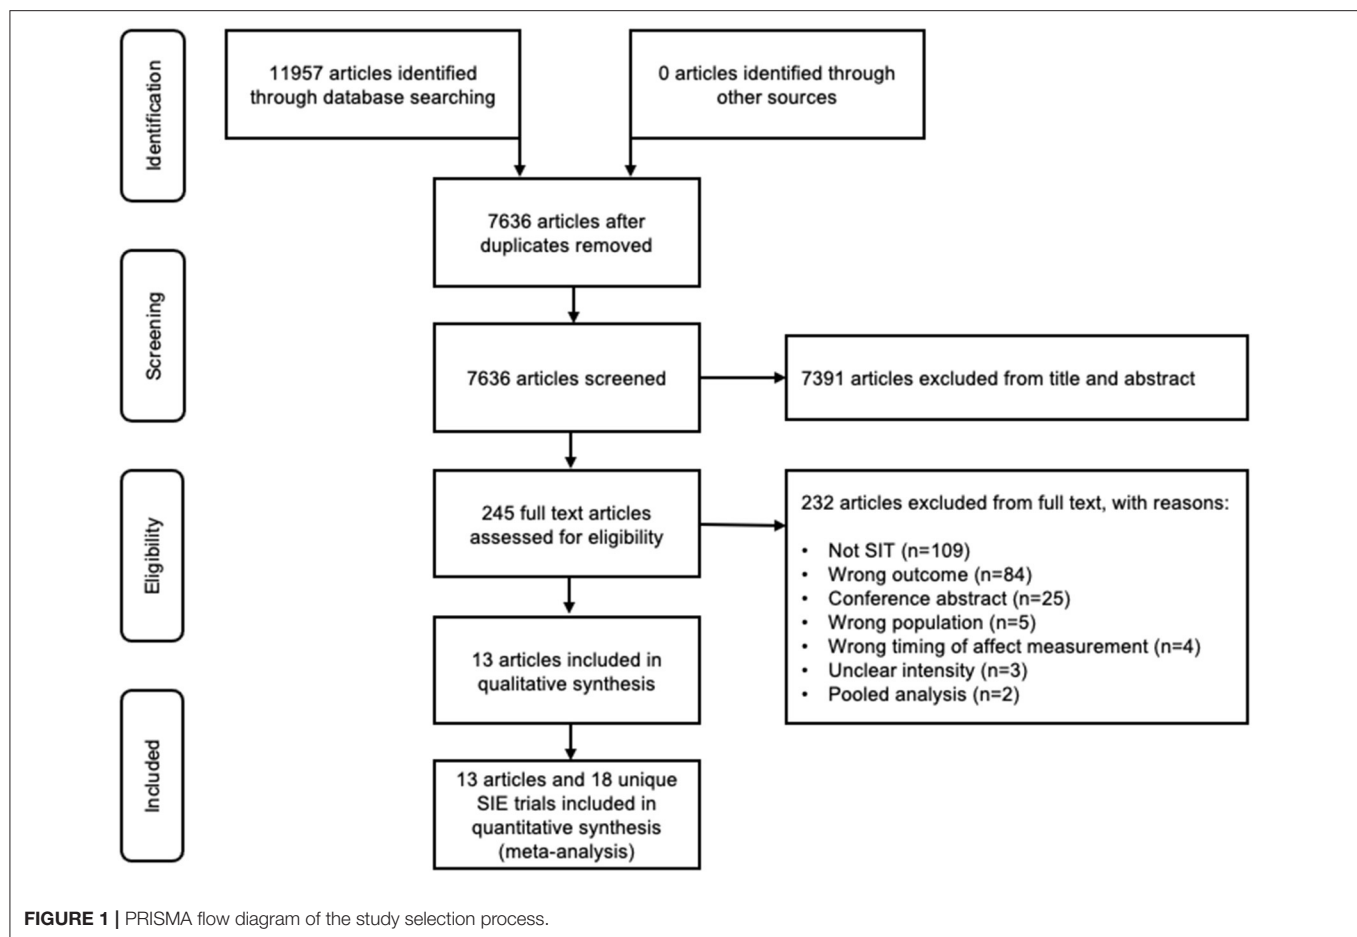 Identification
11957 articles identified
through database searching
0 articles identified through
other sources
7636 articles after
duplicates removed
Screening
7636 articles screened
7391 articles excluded from title and abstract
Eligibility
245 full text articles
assessed for eligibility
232 articles excluded from full text, with reasons:
• Not SIT (n=109)
• Wrong outcome (n=84)
• Conference abstract (n=25)
• Wrong population (n=5)
• Wrong timing of affect measurement (n=4)
• Unclear intensity (n=3)
• Pooled analysis (n=2)
13 articles included in
qualitative synthesis
Included
13 articles and 18 unique
SIE trials included in
quantitative synthesis
(meta-analysis)
FIGURE 1 | PRISMA flow diagram of the study selection process.